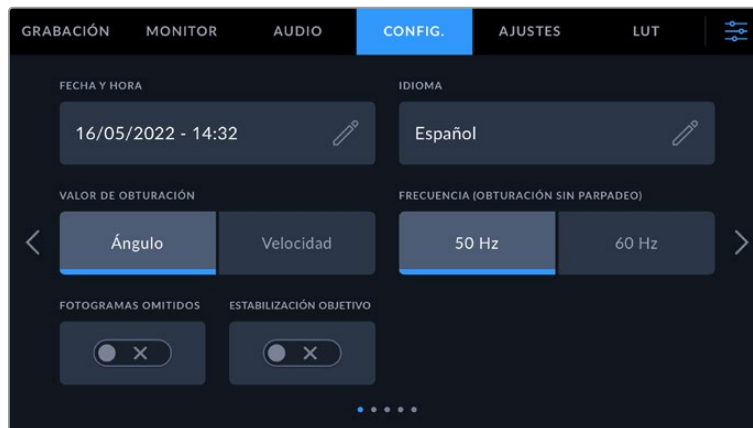 GRABACIÓN MONITOR AUDIO CONFIG. AJUSTES LUT
FECHA Y HORA IDIOMA
16/05/2022 - 14:32 Español
VALOR DE OBTURACIÓN FRECUENCIA (OBTURACIÓN SIN PARPADEO)
Ángulo Velocidad 50 Hz 60 Hz
FOTOGRAMAS OMITIDOS ESTABILIZACIÓN OBJETIVO